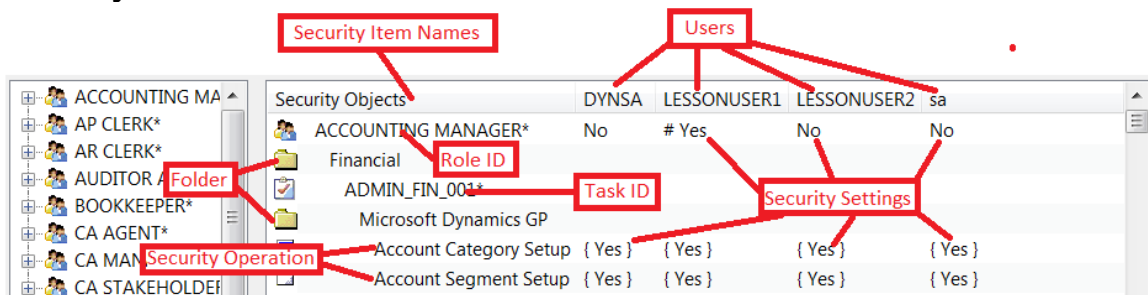 Security Item Names
Users
ACCOUNTING MA
AP CLERK*
AR CLERK*
AUDITOR A
BOOKKEEPER*
CA AGENT*
CA MAN
CA STAKEHOLDER
Folder
Security Operation
Security Objects DYNSA LESSONUSER1 LESSONUSER2 sa
ACCOUNTING MANAGER* No # Yes No No
Financial
Role ID
ADMIN_FIN_001*
Task ID
Security Settings
Microsoft Dynamics GP
Account Category Setup { Yes } { Yes } { Yes } { Yes }
Account Segment Setup { Yes } { Yes } { Yes } { Yes }